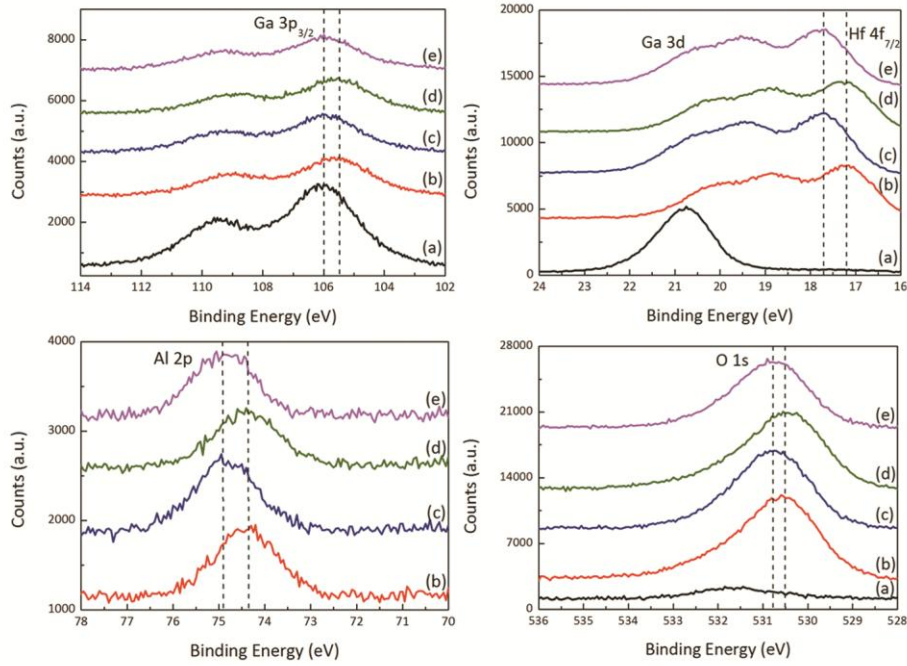 Ga 3p3/2
8000
6000
4000
2000
Counts (a.u.)
(e)
(d)
(c)
(b)
(a)
114 112 110 108 106 104 102
Binding Energy (eV)
20000
17500
15000
12500
10000
7500
5000
2500
0
Counts (a.u.)
Ga 3d
Hf 4f7/2
(e)
(d)
(c)
(b)
(a)
24 23 22 21 20 19 18 17 16
Binding Energy (eV)
4000
3000
2000
1000
Counts (a.u.)
Al 2p
(e)
(d)
(c)
(b)
78 77 76 75 74 73 72 71 70
Binding Energy (eV)
28000
21000
14000
7000
0
Counts (a.u.)
O 1s
(e)
(d)
(c)
(b)
(a)
536 535 534 533 532 531 530 529 528
Binding Energy (eV)